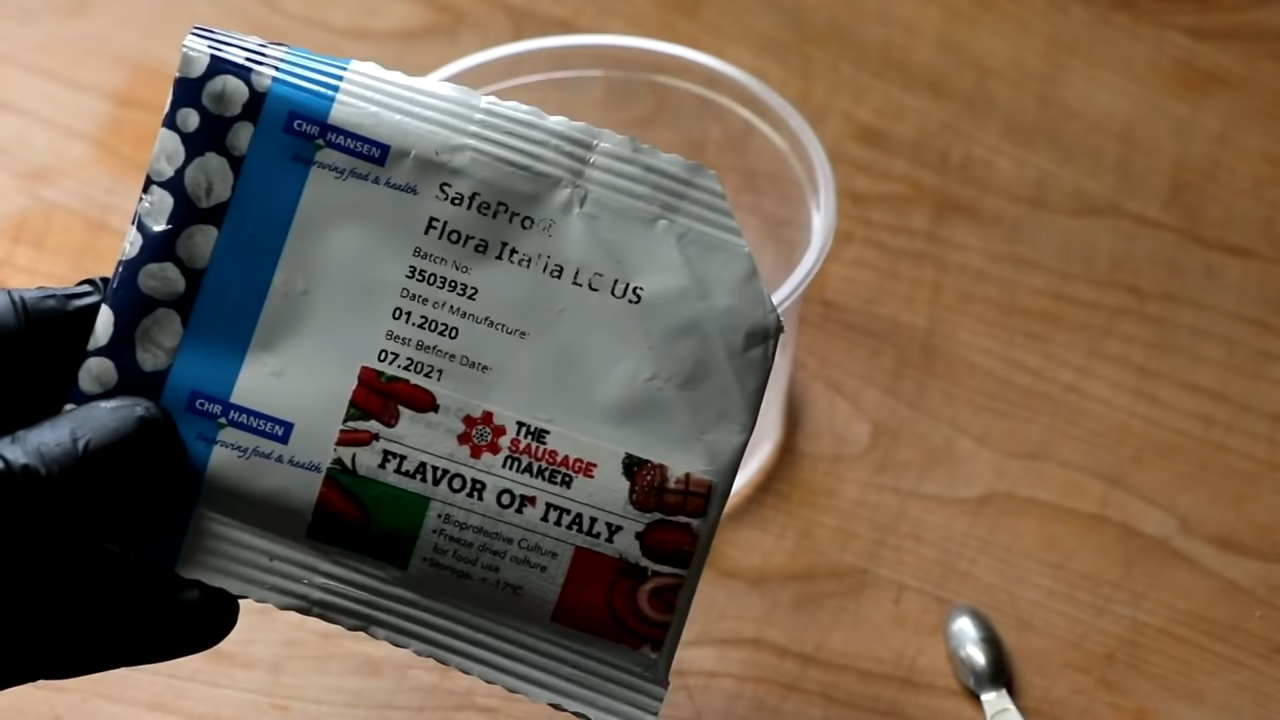 CHR HANSEN
Improving food & health
SafePro®
Flora Italia LC US
Batch No:
3503932
Date of Manufacture:
01.2020
Best Before Date:
07.2021
CHR HANSEN
Improving food & health
THE
SAUSAGE
MAKER
FLAVOR OF ITALY
•Bioprotective Culture
•Freeze dried culture
for food use
•Storage: <-17°C